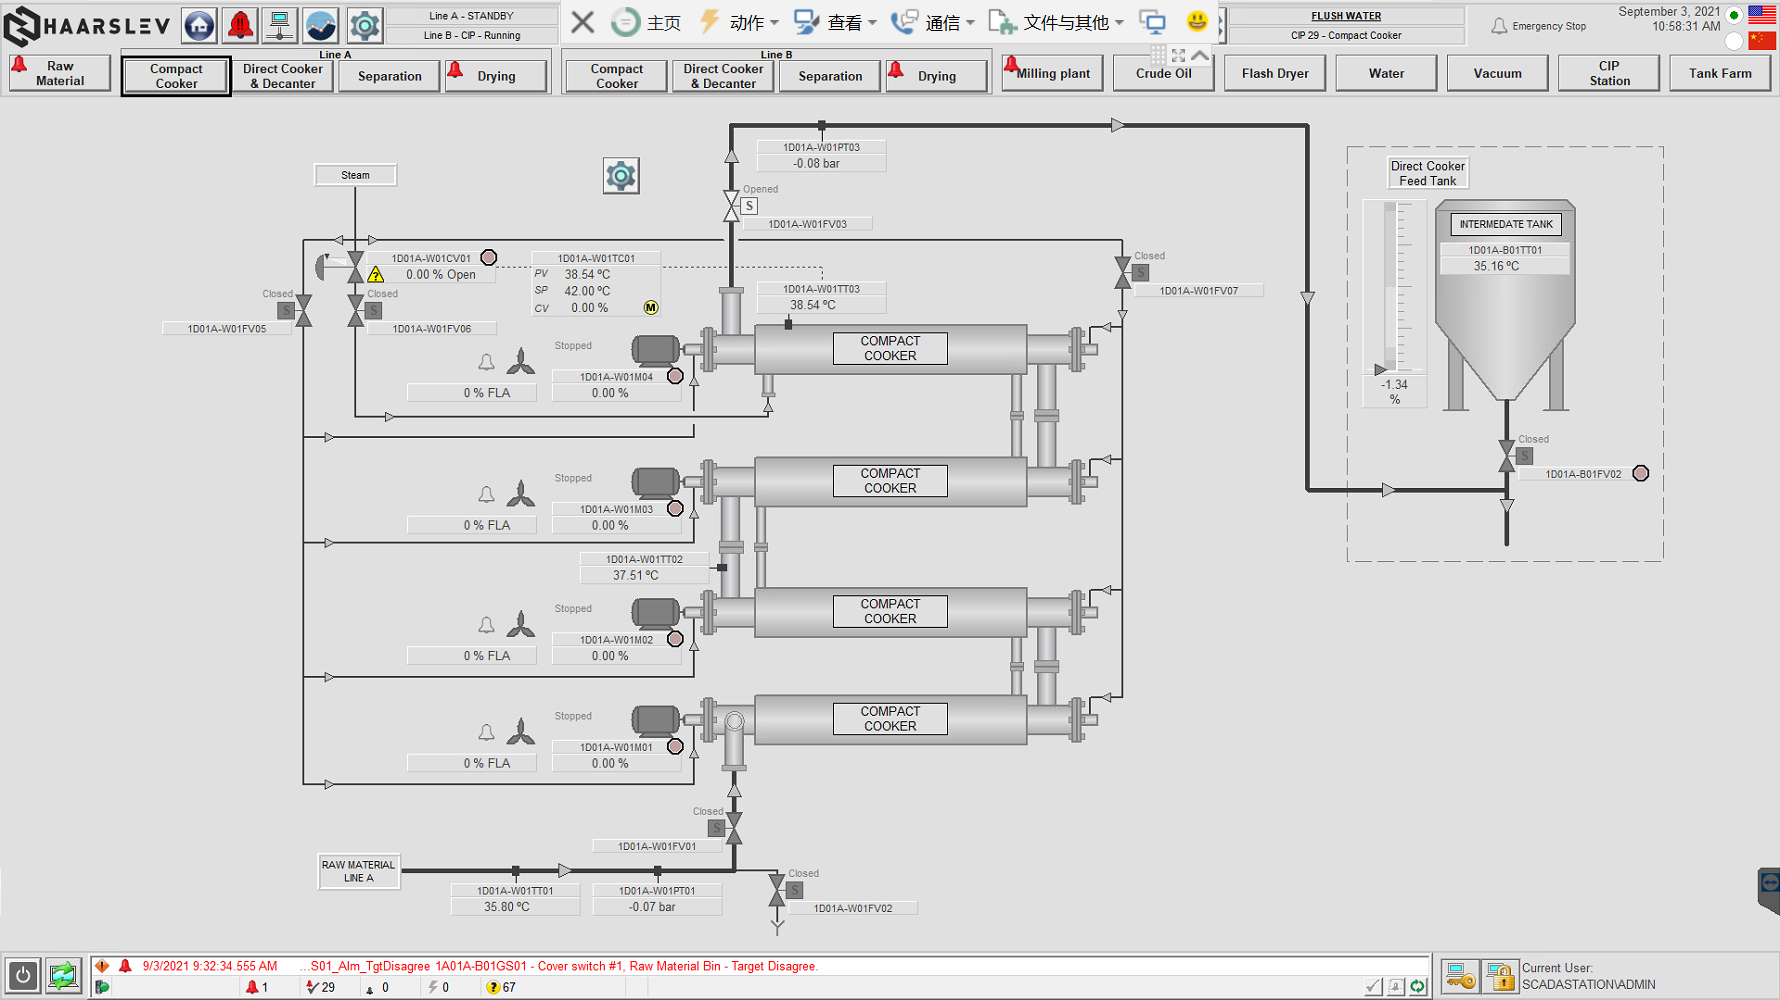 HAARSLEV
Line A - STANDBY
Line B - CIP - Running
主页
动作
查看
通信
文件与其他
FLUSH WATER
CIP 29 - Compact Cooker
Emergency Stop
September 3, 2021
10:58:31 AM
Line A
Line B
Raw
Material
Compact
Cooker
Direct Cooker
& Decanter
Separation
Drying
Compact
Cooker
Direct Cooker
& Decanter
Separation
Drying
Milling plant
Crude Oil
Flash Dryer
Water
Vacuum
CIP
Station
Tank Farm
Steam
1D01A-W01PT03
-0.08 bar
Opened
S
1D01A-W01FV03
Direct Cooker
Feed Tank
INTERMEDATE TANK
1D01A-B01TT01
35.16 ºC
-1.34
%
Closed
S
1D01A-B01FV02
1D01A-W01CV01
? 0.00 % Open
1D01A-W01TC01
PV 38.54 ºC
SP 42.00 ºC
CV 0.00 % M
1D01A-W01TT03
38.54 ºC
Closed
S
1D01A-W01FV07
Closed
S
1D01A-W01FV05
Closed
S
1D01A-W01FV06
Stopped
1D01A-W01M04
0 % FLA
0.00 %
COMPACT
COOKER
Stopped
1D01A-W01M03
0 % FLA
0.00 %
COMPACT
COOKER
1D01A-W01TT02
37.51 ºC
Stopped
1D01A-W01M02
0 % FLA
0.00 %
COMPACT
COOKER
Stopped
1D01A-W01M01
0 % FLA
0.00 %
COMPACT
COOKER
Closed
S
1D01A-W01FV01
RAW MATERIAL
LINE A
1D01A-W01TT01
35.80 ºC
1D01A-W01PT01
-0.07 bar
Closed
S
1D01A-W01FV02
9/3/2021 9:32:34.555 AM ...S01_Alm_TgtDisagree 1A01A-B01GS01 - Cover switch #1, Raw Material Bin - Target Disagree.
1
29
0
0
? 67
Current User:
SCADASTATION\ADMIN